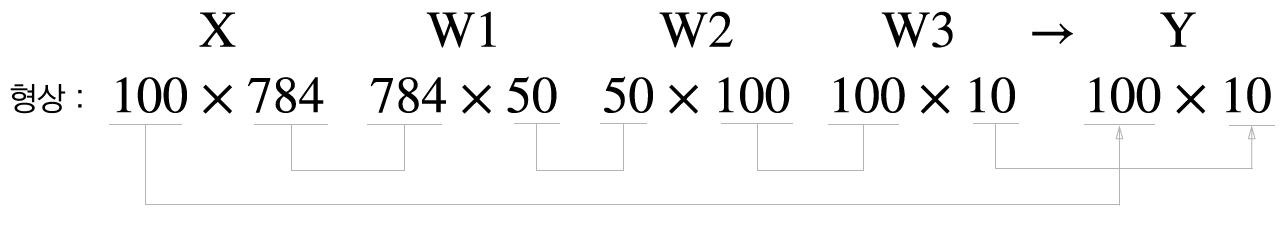 X W1 W2 W3 → Y
형상 : 100 × 784 784 × 50 50 × 100 100 × 10 100 × 10